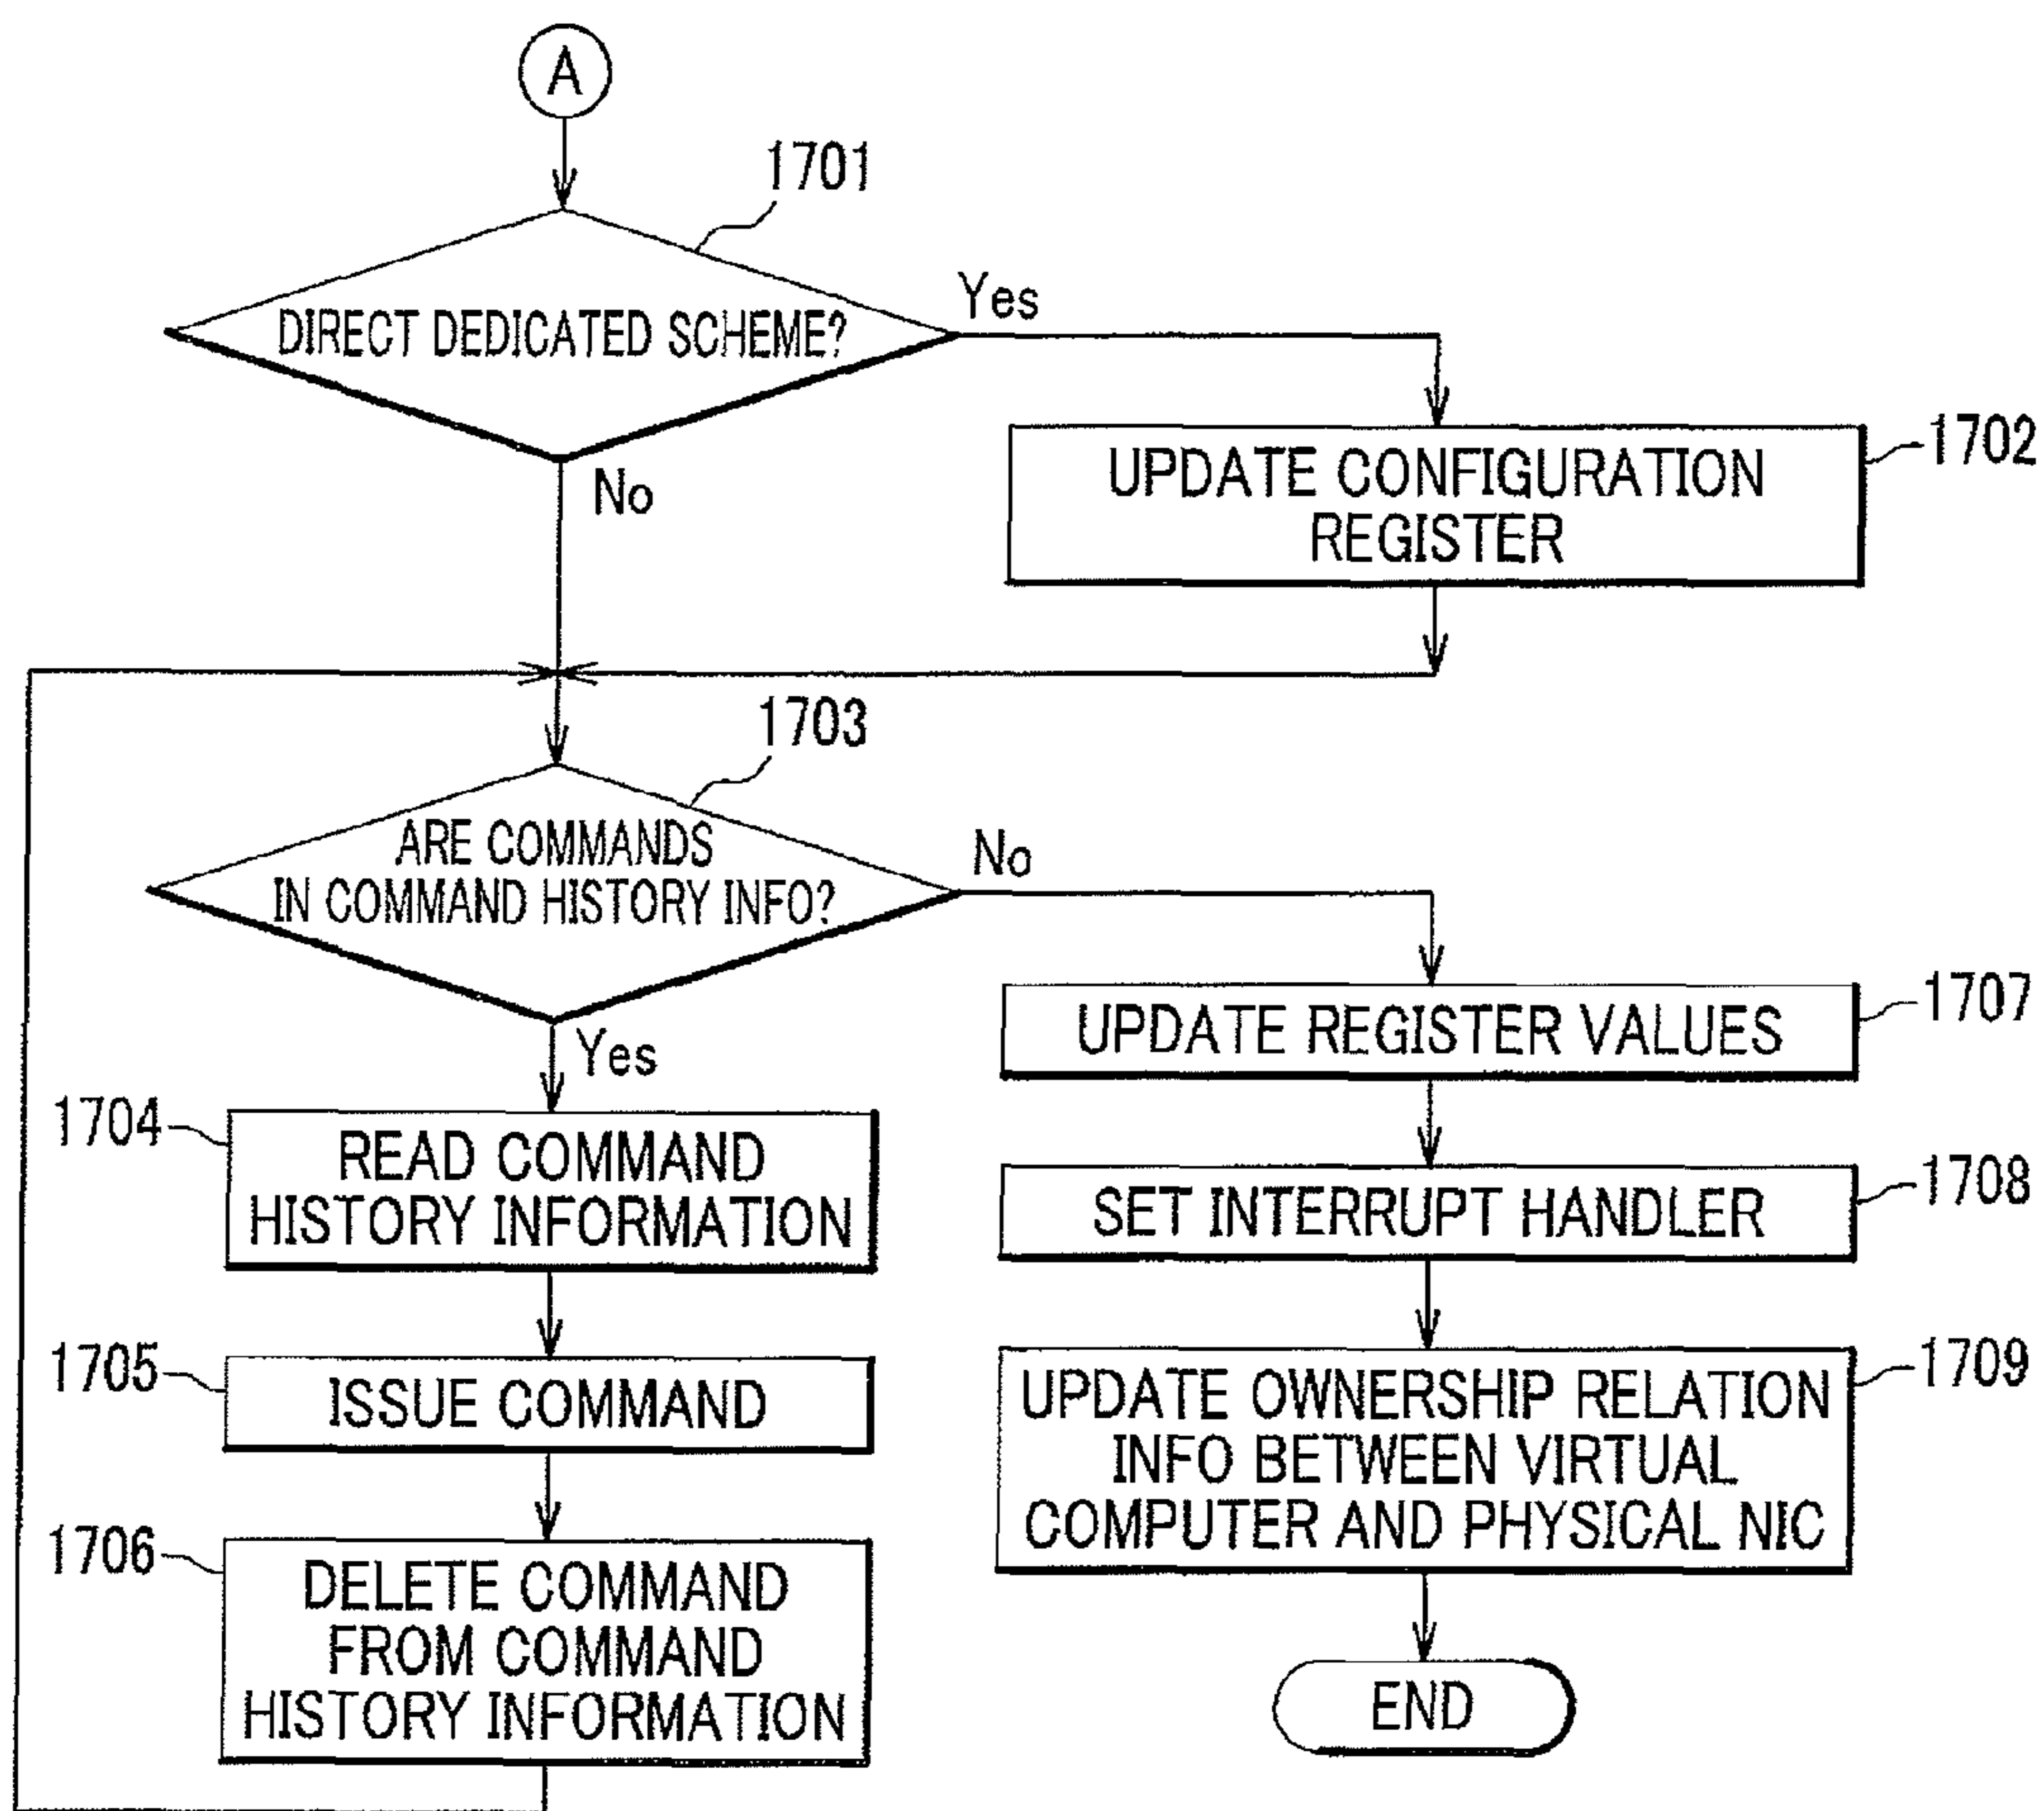 A
1701
DIRECT DEDICATED SCHEME?
Yes
No
1702
UPDATE CONFIGURATION
REGISTER
1703
ARE COMMANDS
IN COMMAND HISTORY INFO?
No
Yes
1704
READ COMMAND
HISTORY INFORMATION
1705
ISSUE COMMAND
1706
DELETE COMMAND
FROM COMMAND
HISTORY INFORMATION
1707
UPDATE REGISTER VALUES
1708
SET INTERRUPT HANDLER
1709
UPDATE OWNERSHIP RELATION
INFO BETWEEN VIRTUAL
COMPUTER AND PHYSICAL NIC
END